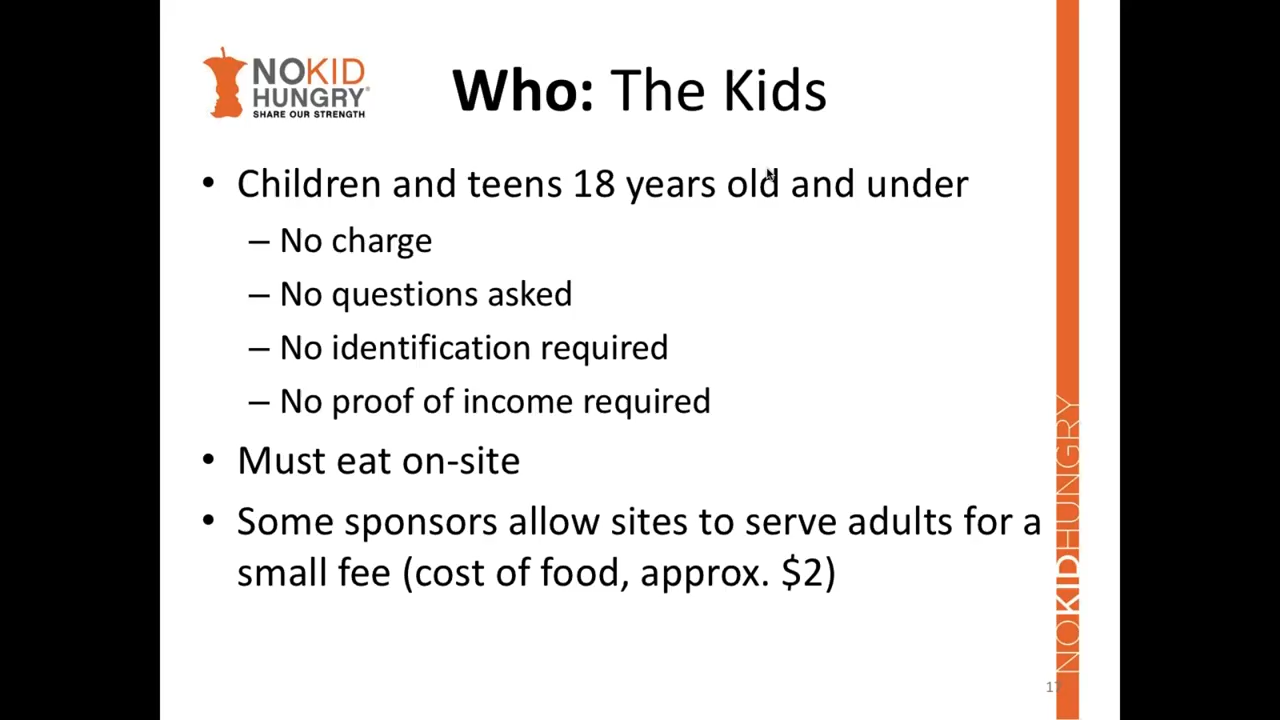 NOKID
HUNGRY®
SHARE OUR STRENGTH
Who: The Kids
• Children and teens 18 years old and under
– No charge
– No questions asked
– No identification required
– No proof of income required
• Must eat on-site
• Some sponsors allow sites to serve adults for a
small fee (cost of food, approx. $2)
NOKIDHUNGRY
17